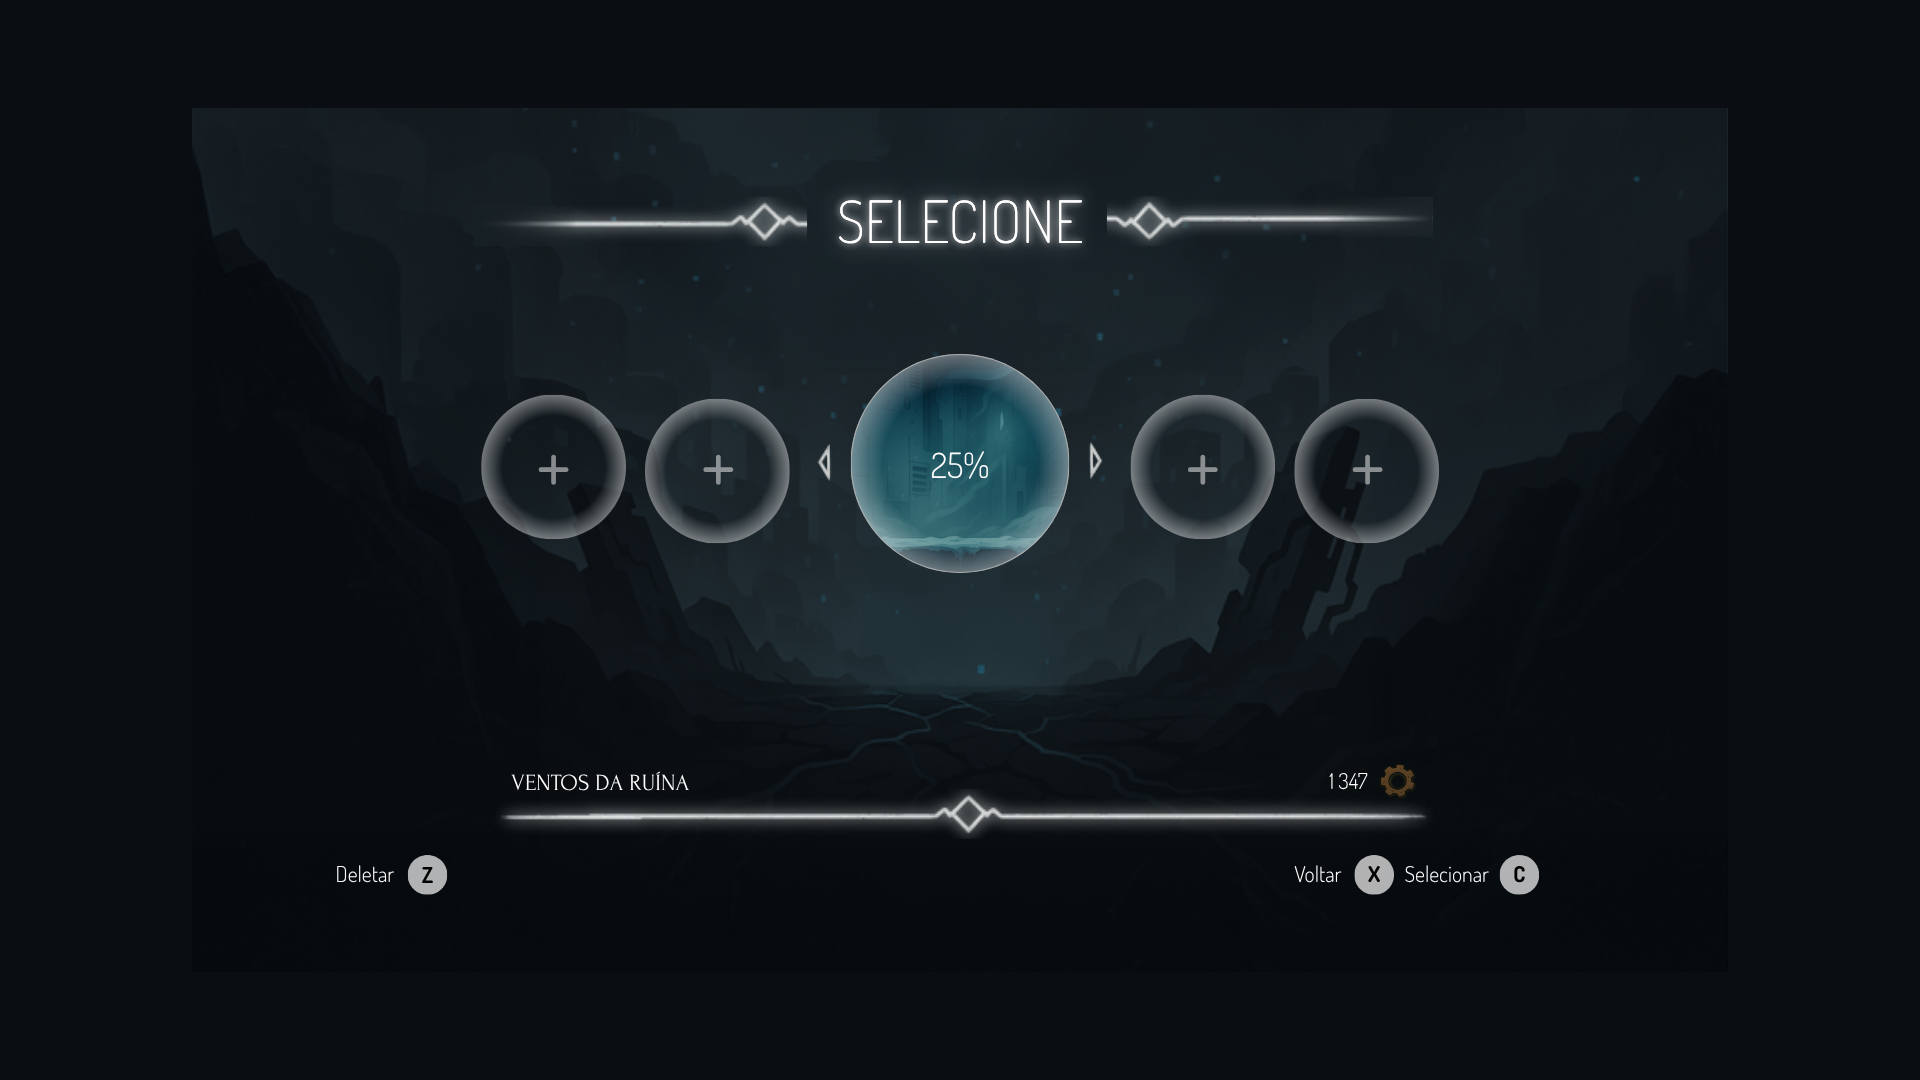 SELECIONE
+ + 25% + +
VENTOS DA RUÍNA 1347
Deletar Z Voltar X Selecionar C